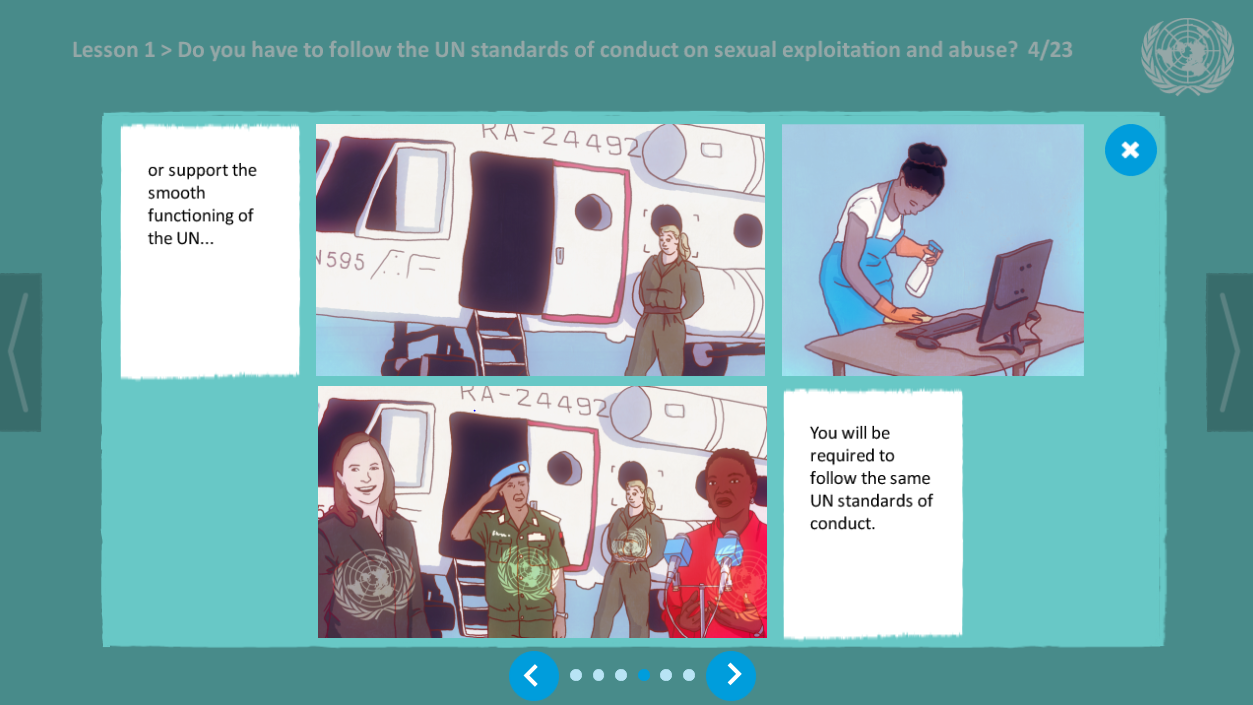 Lesson 1 > Do you have to follow the UN standards of conduct on sexual exploitation and abuse? 4/23
or support the
smooth
functioning of
the UN...
RA-24492
N595
RA-24492
You will be
required to
follow the same
UN standards of
conduct.